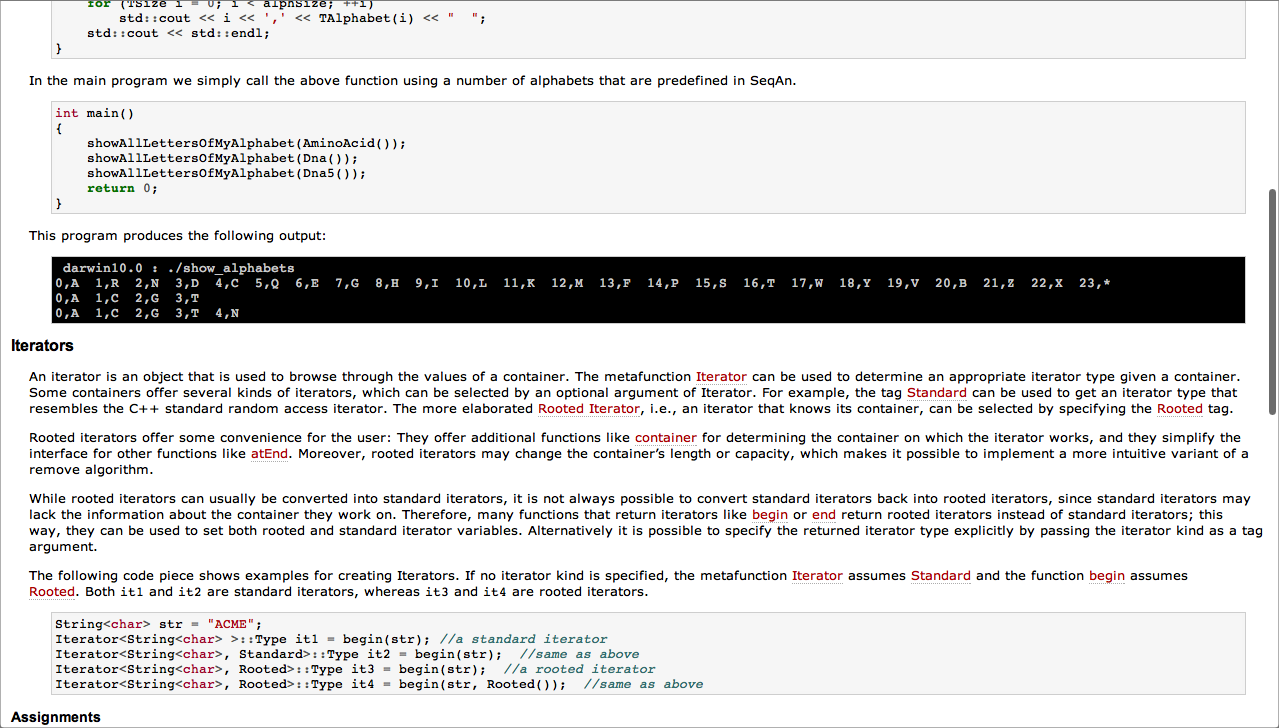 for (TSize i = 0; i < alphSize; ++i)
std::cout << i << ',' << TAlphabet(i) << "  ";
std::cout << std::endl;
}
In the main program we simply call the above function using a number of alphabets that are predefined in SeqAn.
int main()
{
showAllLettersOfMyAlphabet(AminoAcid());
showAllLettersOfMyAlphabet(Dna());
showAllLettersOfMyAlphabet(Dna5());
return 0;
}
This program produces the following output:
darwin10.0 : ./show_alphabets
0,A  1,R  2,N  3,D  4,C  5,Q  6,E  7,G  8,H  9,I  10,L  11,K  12,M  13,F  14,P  15,S  16,T  17,W  18,Y  19,V  20,B  21,Z  22,X  23,*
0,A  1,C  2,G  3,T
0,A  1,C  2,G  3,T  4,N
Iterators
An iterator is an object that is used to browse through the values of a container. The metafunction Iterator can be used to determine an appropriate iterator type given a container.
Some containers offer several kinds of iterators, which can be selected by an optional argument of Iterator. For example, the tag Standard can be used to get an iterator type that
resembles the C++ standard random access iterator. The more elaborated Rooted Iterator, i.e., an iterator that knows its container, can be selected by specifying the Rooted tag.
Rooted iterators offer some convenience for the user: They offer additional functions like container for determining the container on which the iterator works, and they simplify the
interface for other functions like atEnd. Moreover, rooted iterators may change the container’s length or capacity, which makes it possible to implement a more intuitive variant of a
remove algorithm.
While rooted iterators can usually be converted into standard iterators, it is not always possible to convert standard iterators back into rooted iterators, since standard iterators may
lack the information about the container they work on. Therefore, many functions that return iterators like begin or end return rooted iterators instead of standard iterators; this
way, they can be used to set both rooted and standard iterator variables. Alternatively it is possible to specify the returned iterator type explicitly by passing the iterator kind as a tag
argument.
The following code piece shows examples for creating Iterators. If no iterator kind is specified, the metafunction Iterator assumes Standard and the function begin assumes
Rooted. Both it1 and it2 are standard iterators, whereas it3 and it4 are rooted iterators.
String<char> str = "ACME";
Iterator<String<char> >::Type it1 = begin(str); //a standard iterator
Iterator<String<char>, Standard>::Type it2 = begin(str);  //same as above
Iterator<String<char>, Rooted>::Type it3 = begin(str);  //a rooted iterator
Iterator<String<char>, Rooted>::Type it4 = begin(str, Rooted());  //same as above
Assignments